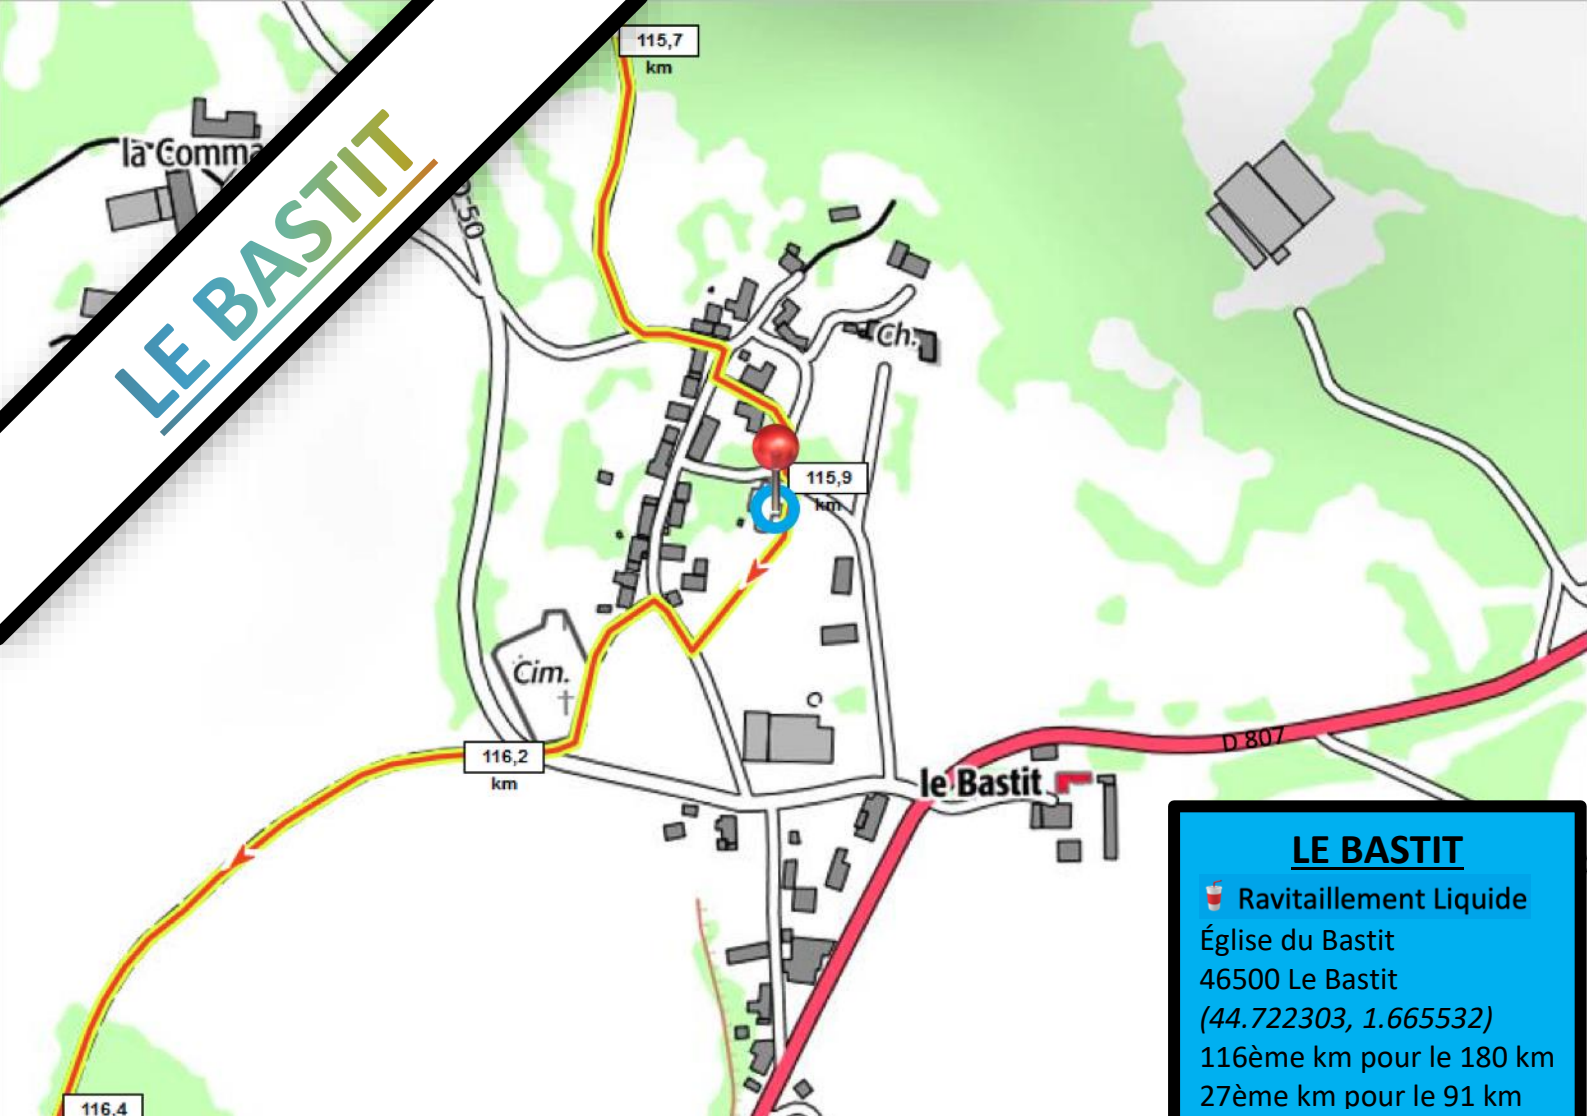 115,7
km
la Comma
LE BASTIT
D 50
Ch.
115,9
km
Cim.
116,2
km
D 807
le Bastit
LE BASTIT
Ravitaillement Liquide
Église du Bastit
46500 Le Bastit
(44.722303, 1.665532)
116ème km pour le 180 km
27ème km pour le 91 km
116,4